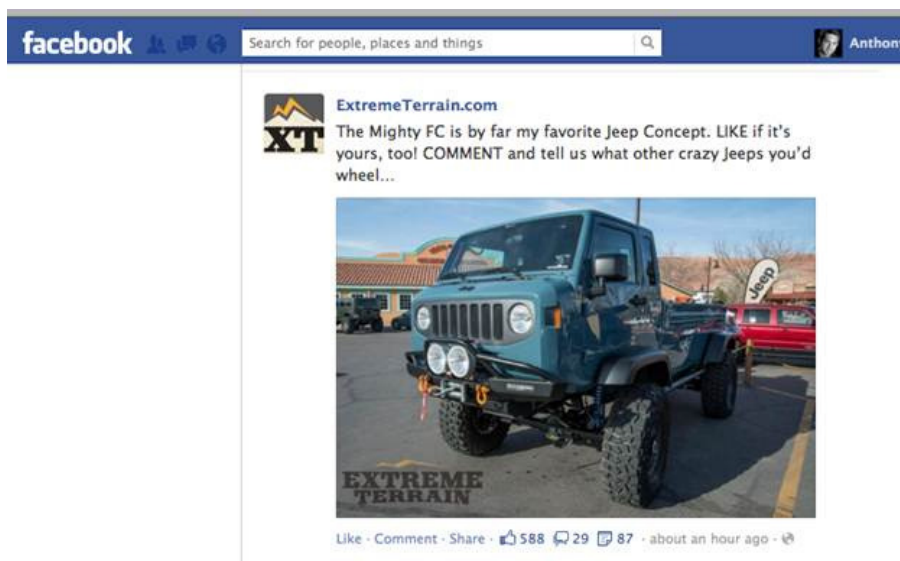 facebook
Search for people, places and things
Anthon
XT
ExtremeTerrain.com
The Mighty FC is by far my favorite Jeep Concept. LIKE if it's
yours, too! COMMENT and tell us what other crazy Jeeps you'd
wheel...
Jeep
EXTREME
TERRAIN
Like · Comment · Share · 588 29 87 · about an hour ago ·